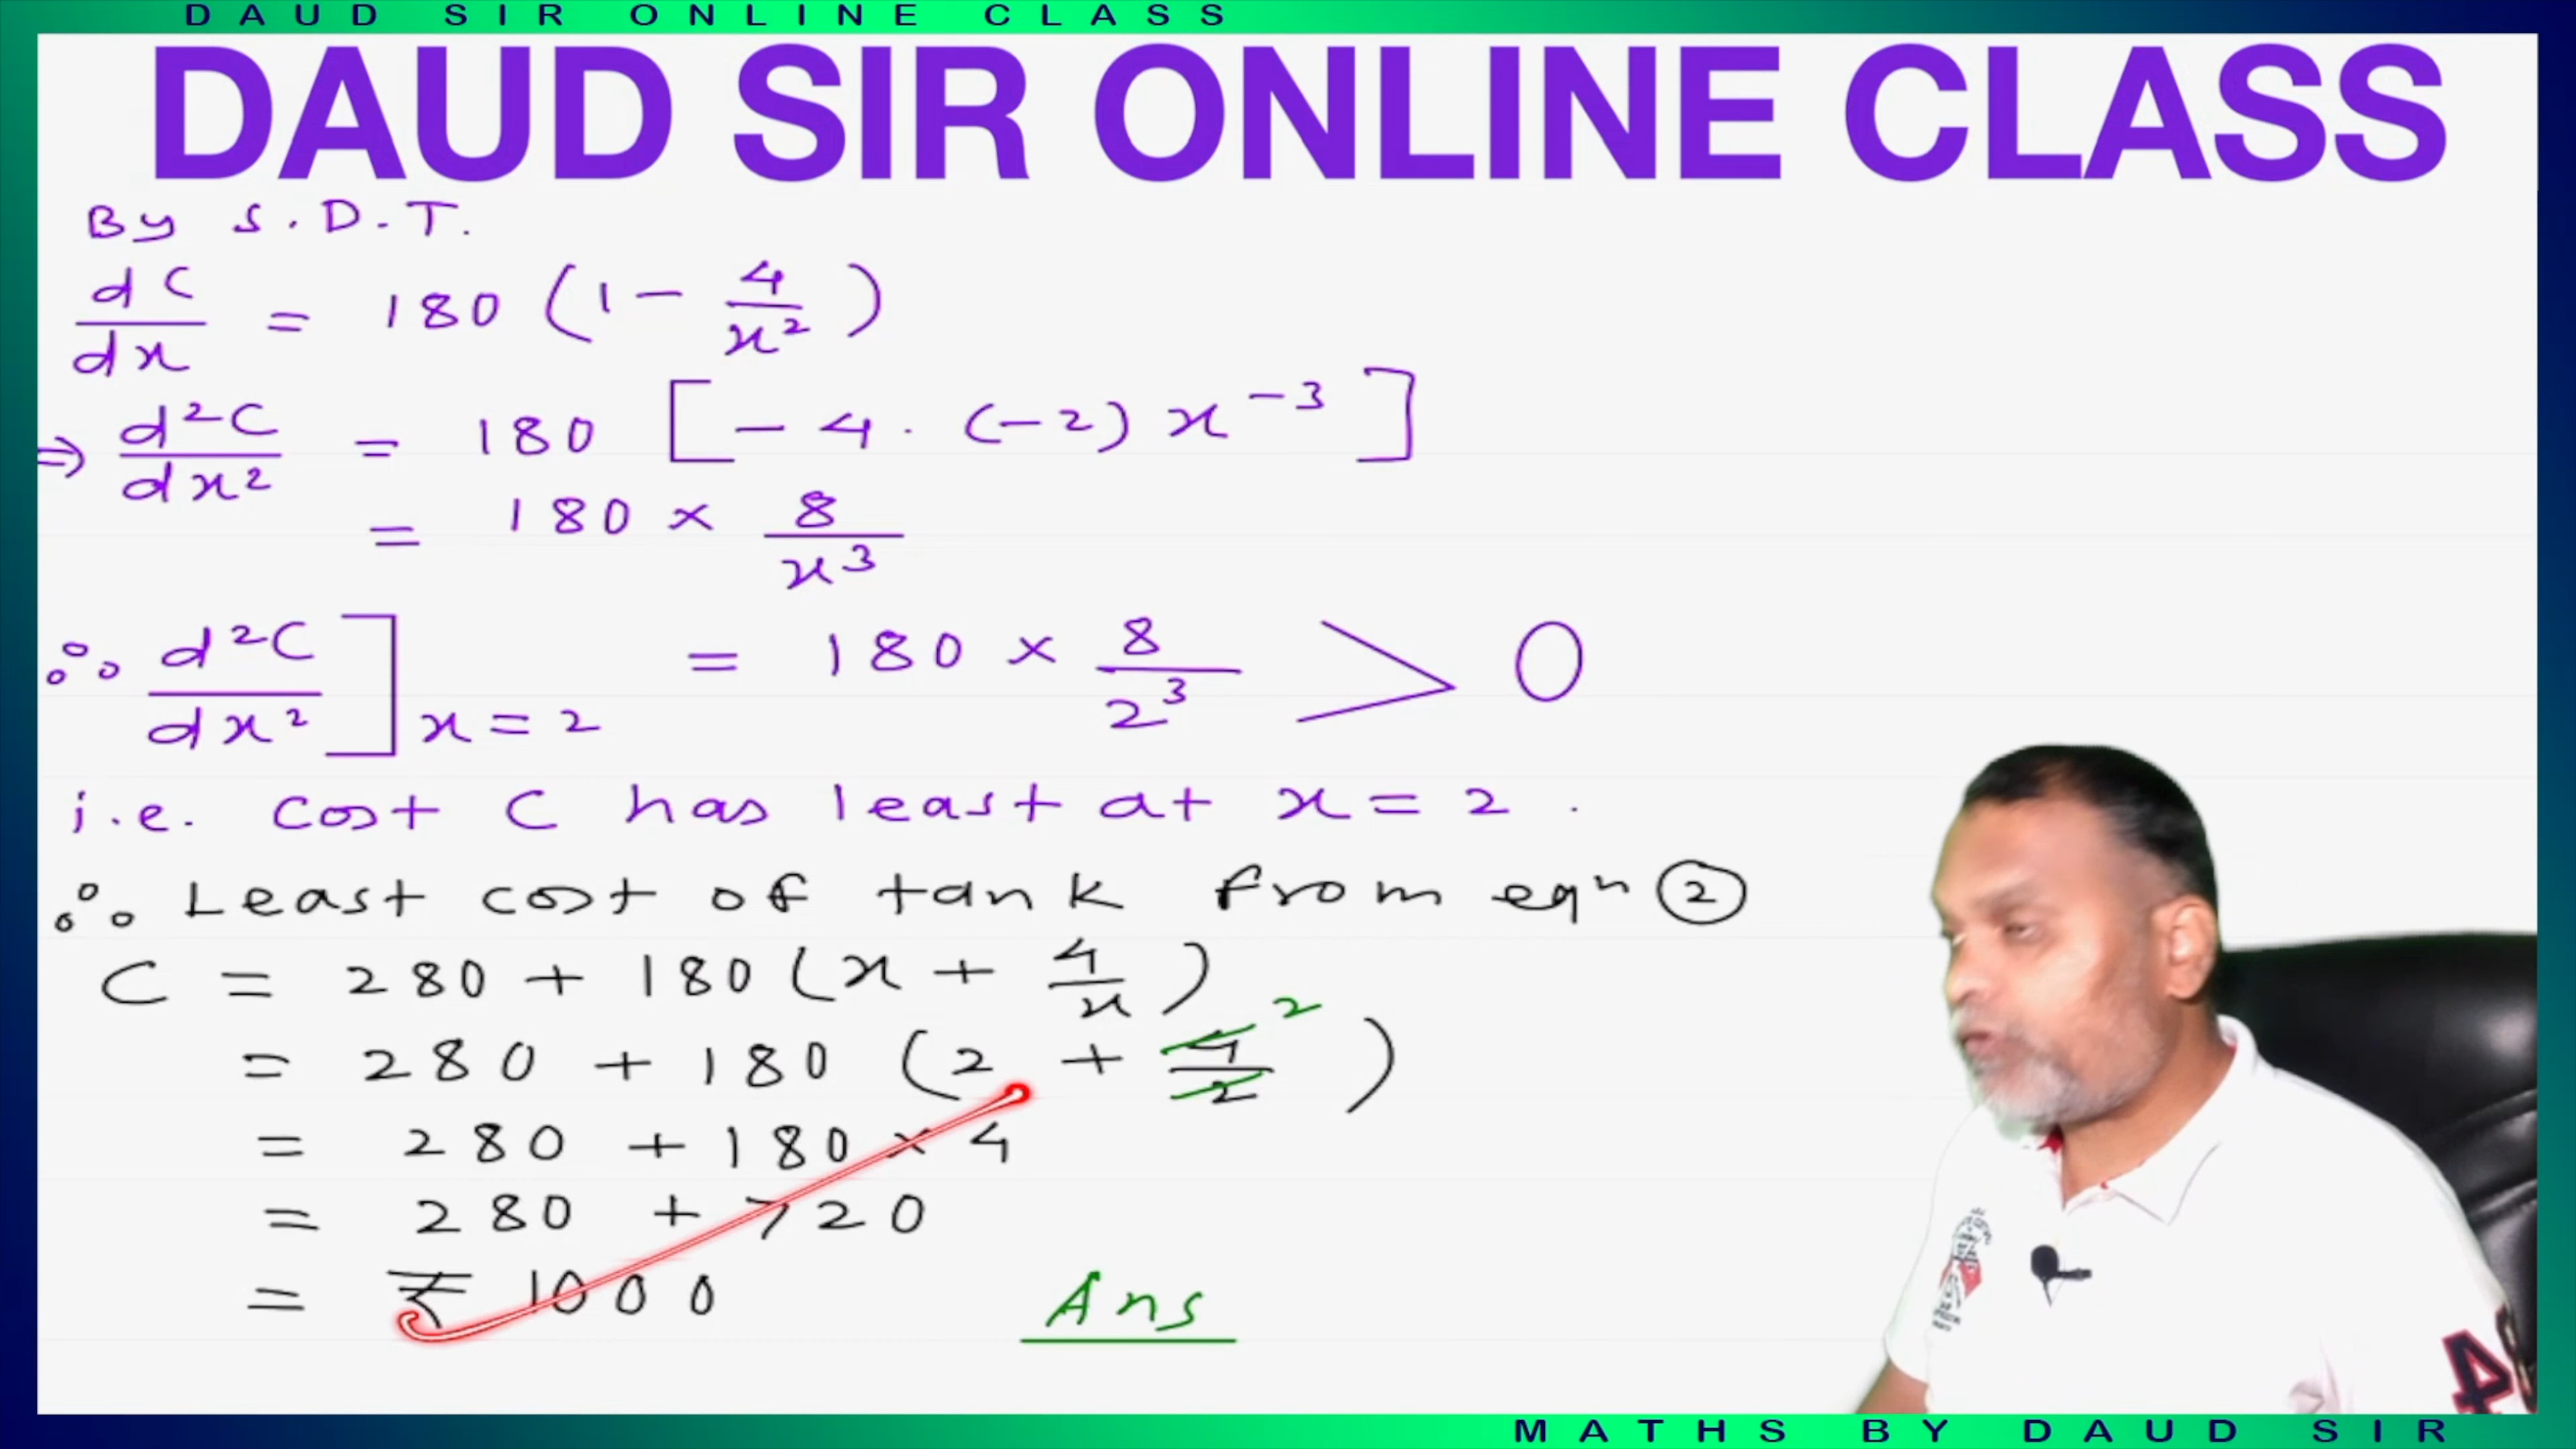 DAUD SIR ONLINE CLASS
DAUD SIR ONLINE CLASS
By S.D.T.
dC/dx = 180 (1 - 4/x²)
⇒ d²C/dx² = 180 [-4. (-2) x⁻³]
= 180 × 8/x³
∴ d²C/dx²]x=2 = 180 × 8/2³ > 0
i.e. cost C has least at x = 2 .
∴ Least cost of tank from eqn ②
C = 280 + 180 (x + 4/x)
= 280 + 180 (2 + 4/2 2)
= 280 + 180 × 4
= 280 + 720
= ₹ 1000 Ans
MATHS BY DAUD SIR